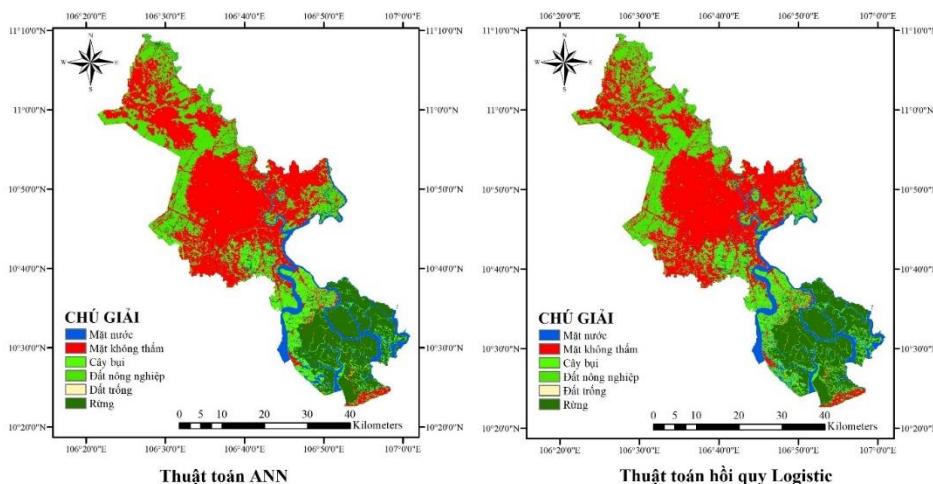 106°20'0"E 106°30'0"E 106°40'0"E 106°50'0"E 107°0'0"E
11°10'0"N
11°0'0"N
10°50'0"N
10°40'0"N
10°30'0"N
10°20'0"N
N
W E
S
CHÚ GIẢI
Mặt nước
Mặt không thấm
Cây bụi
Đất nông nghiệp
Đất trống
Rừng
0 5 10 20 30 40
Kilometers
11°10'0"N
11°0'0"N
10°50'0"N
10°40'0"N
10°30'0"N
10°20'0"N
106°20'0"E 106°30'0"E 106°40'0"E 106°50'0"E 107°0'0"E
Thuật toán ANN
106°20'0"E 106°30'0"E 106°40'0"E 106°50'0"E 107°0'0"E
11°10'0"N
11°0'0"N
10°50'0"N
10°40'0"N
10°30'0"N
10°20'0"N
N
W E
S
CHÚ GIẢI
Mặt nước
Mặt không thấm
Cây bụi
Đất nông nghiệp
Đất trống
Rừng
0 5 10 20 30 40
Kilometers
11°10'0"N
11°0'0"N
10°50'0"N
10°40'0"N
10°30'0"N
10°20'0"N
106°20'0"E 106°30'0"E 106°40'0"E 106°50'0"E 107°0'0"E
Thuật toán hồi quy Logistic